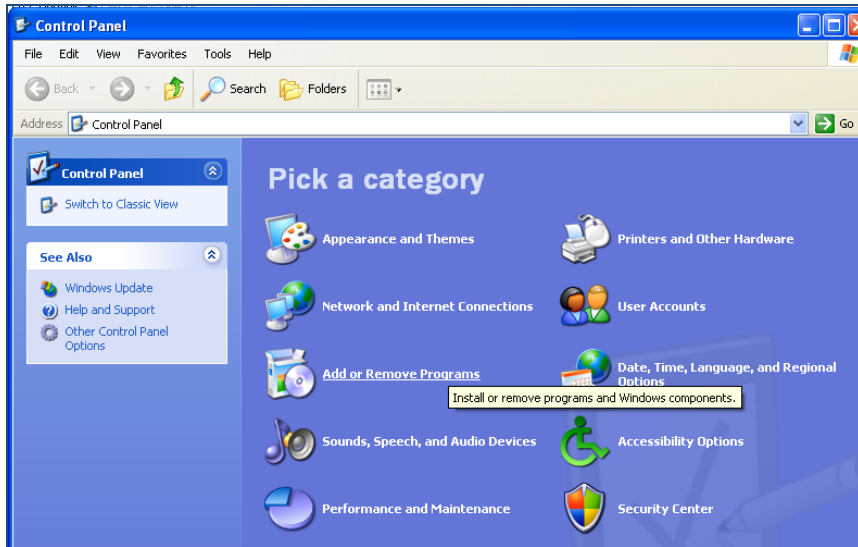 Control Panel
File Edit View Favorites Tools Help
Back Search Folders
Address Control Panel Go
Control Panel
Switch to Classic View
See Also
Windows Update
Help and Support
Other Control Panel
Options
Pick a category
Appearance and Themes
Printers and Other Hardware
Network and Internet Connections
User Accounts
Add or Remove Programs
Date, Time, Language, and Regional
Options
Install or remove programs and Windows components.
Sounds, Speech, and Audio Devices
Accessibility Options
Performance and Maintenance
Security Center